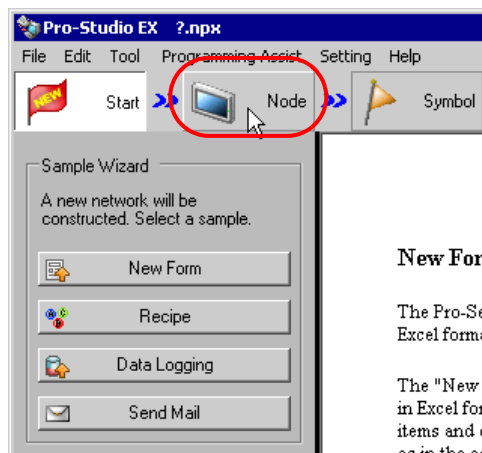 Pro-Studio EX ?.npx
File Edit Tool Programming Assist Setting Help
NEW Start Node Symbol
Sample Wizard
A new network will be
constructed. Select a sample.
New Form
Recipe
Data Logging
Send Mail
New For
The Pro-Se
Excel forma
The "New
in Excel for
items and